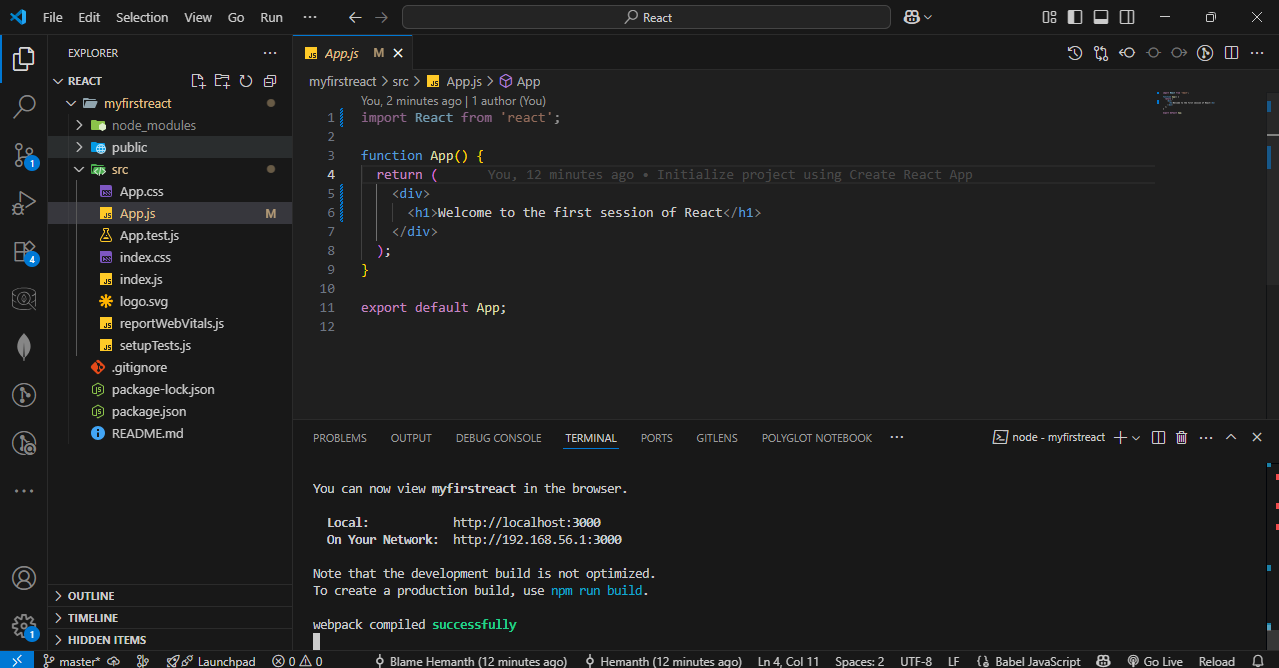 File Edit Selection View Go Run ··· React
EXPLORER ···
REACT
myfirstreact
node_modules
public
src
App.css
App.js M
App.test.js
index.css
index.js
logo.svg
reportWebVitals.js
setupTests.js
.gitignore
package-lock.json
package.json
README.md
OUTLINE
TIMELINE
HIDDEN ITEMS
1
4
1
App.js M
myfirstreact > src > App.js > App
You, 2 minutes ago | 1 author (You)
1 import React from 'react';
2
3 function App() {
4 return ( You, 12 minutes ago • Initialize project using Create React App
5 <div>
6 <h1>Welcome to the first session of React</h1>
7 </div>
8 );
9 }
10
11 export default App;
12
PROBLEMS OUTPUT DEBUG CONSOLE TERMINAL PORTS GITLENS POLYGLOT NOTEBOOK ··· node - myfirstreact
You can now view myfirstreact in the browser.
Local: http://localhost:3000
On Your Network: http://192.168.56.1:3000
Note that the development build is not optimized.
To create a production build, use npm run build.
webpack compiled successfully
master* Launchpad 0 0 Blame Hemanth (12 minutes ago) Hemanth (12 minutes ago) Ln 4, Col 11 Spaces: 2 UTF-8 LF {} Babel JavaScript Go Live Reload